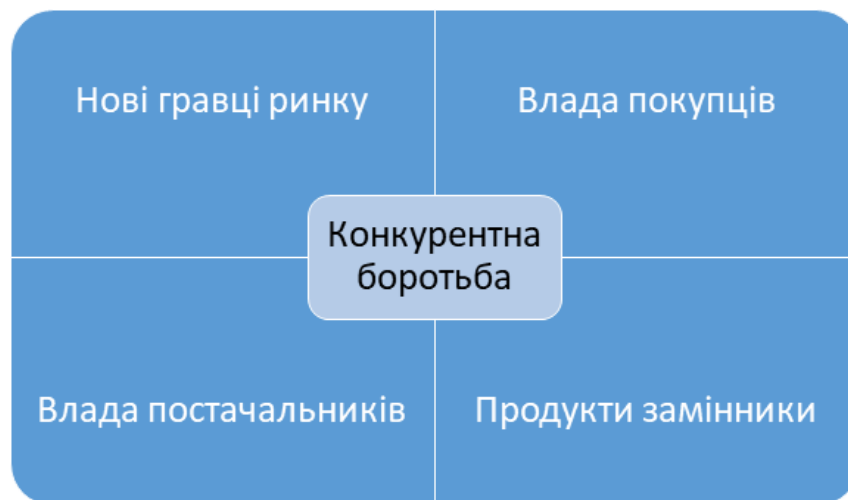 Нові гравці ринку
Влада покупців
Конкурентна
боротьба
Влада постачальників
Продукти замінники